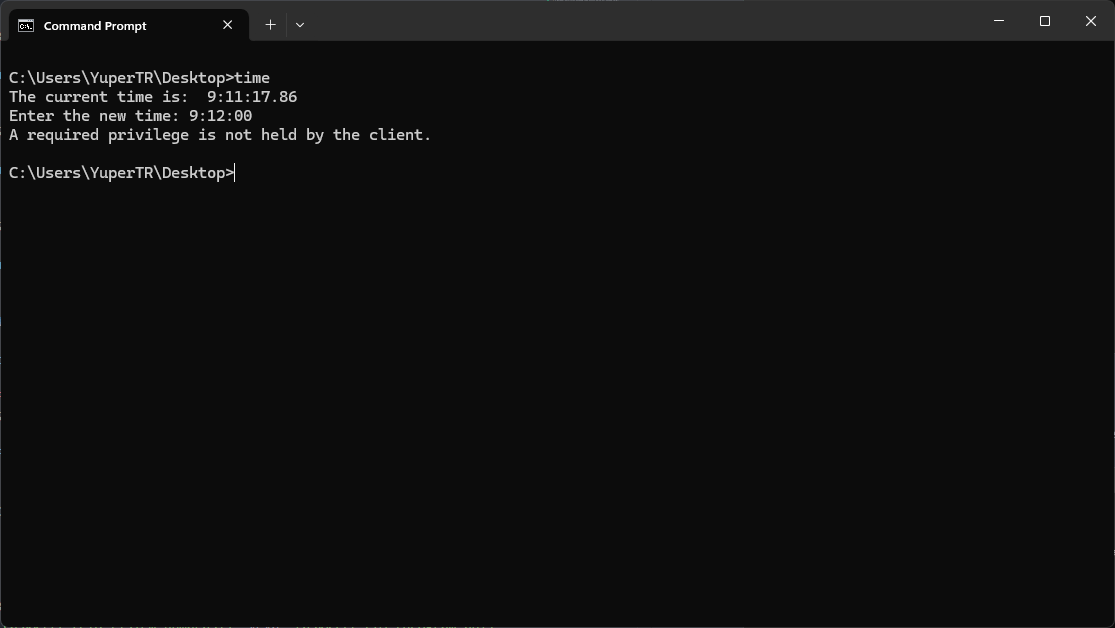 Command Prompt
C:\Users\YuperTR\Desktop>time
The current time is:  9:11:17.86
Enter the new time: 9:12:00
A required privilege is not held by the client.
C:\Users\YuperTR\Desktop>